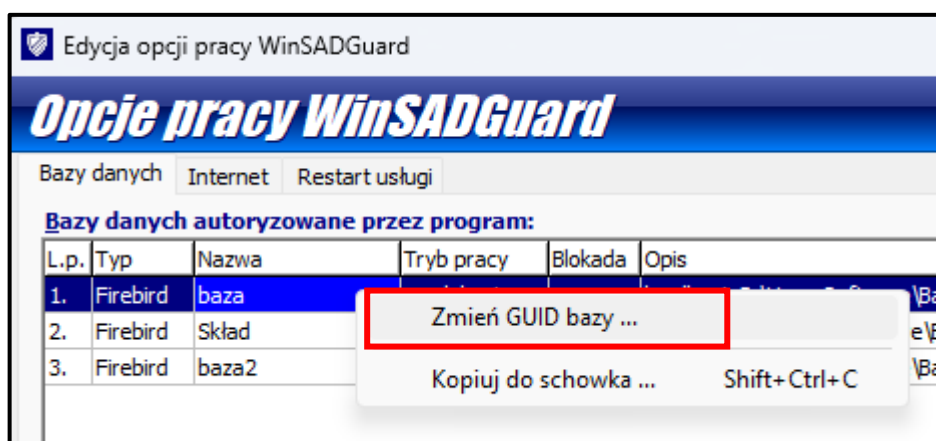 Edycja opcji pracy WinSADGuard
Opcje pracy WinSADGuard
Bazy danych Internet Restart usługi
Bazy danych autoryzowane przez program:
L.p. Typ Nazwa Tryb pracy Blokada Opis
1. Firebird baza
Zmień GUID bazy ...
2. Firebird Skład
3. Firebird baza2
Kopiuj do schowka ... Shift+Ctrl+C